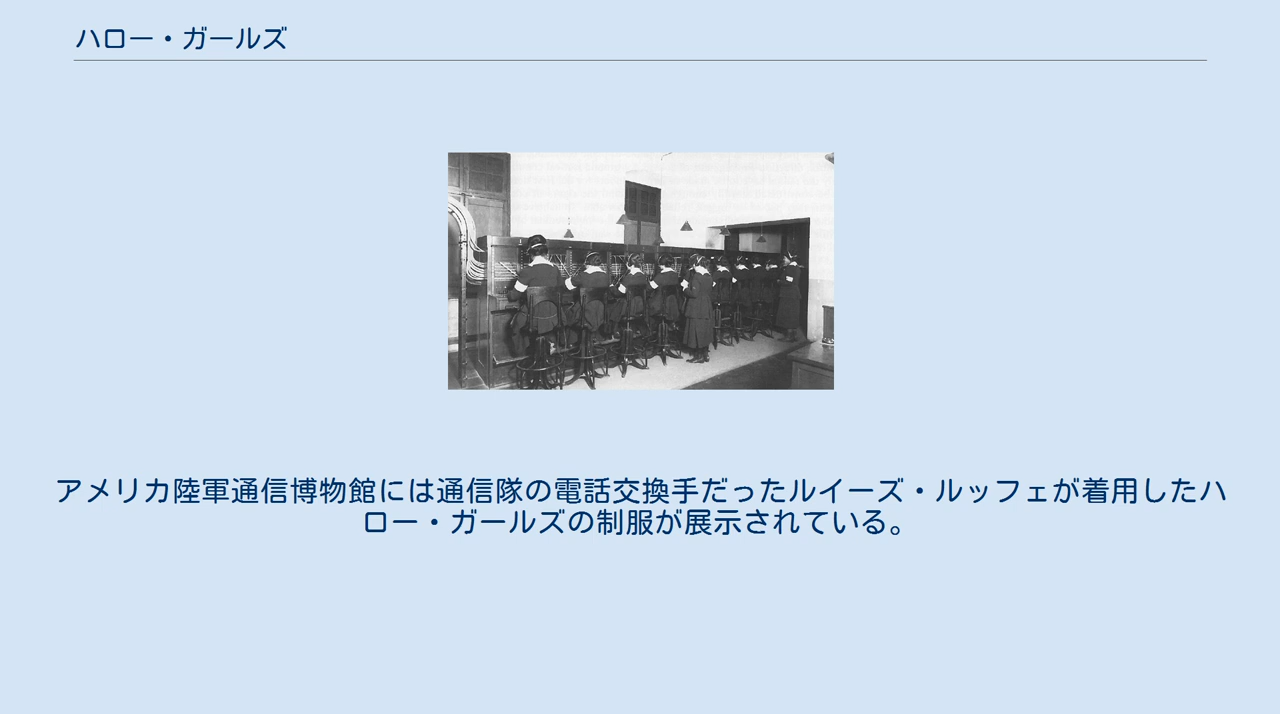 ハロー・ガールズ
アメリカ陸軍通信博物館には通信隊の電話交換手だったルイーズ・ルッフェが着用したハ
ロー・ガールズの制服が展示されている。